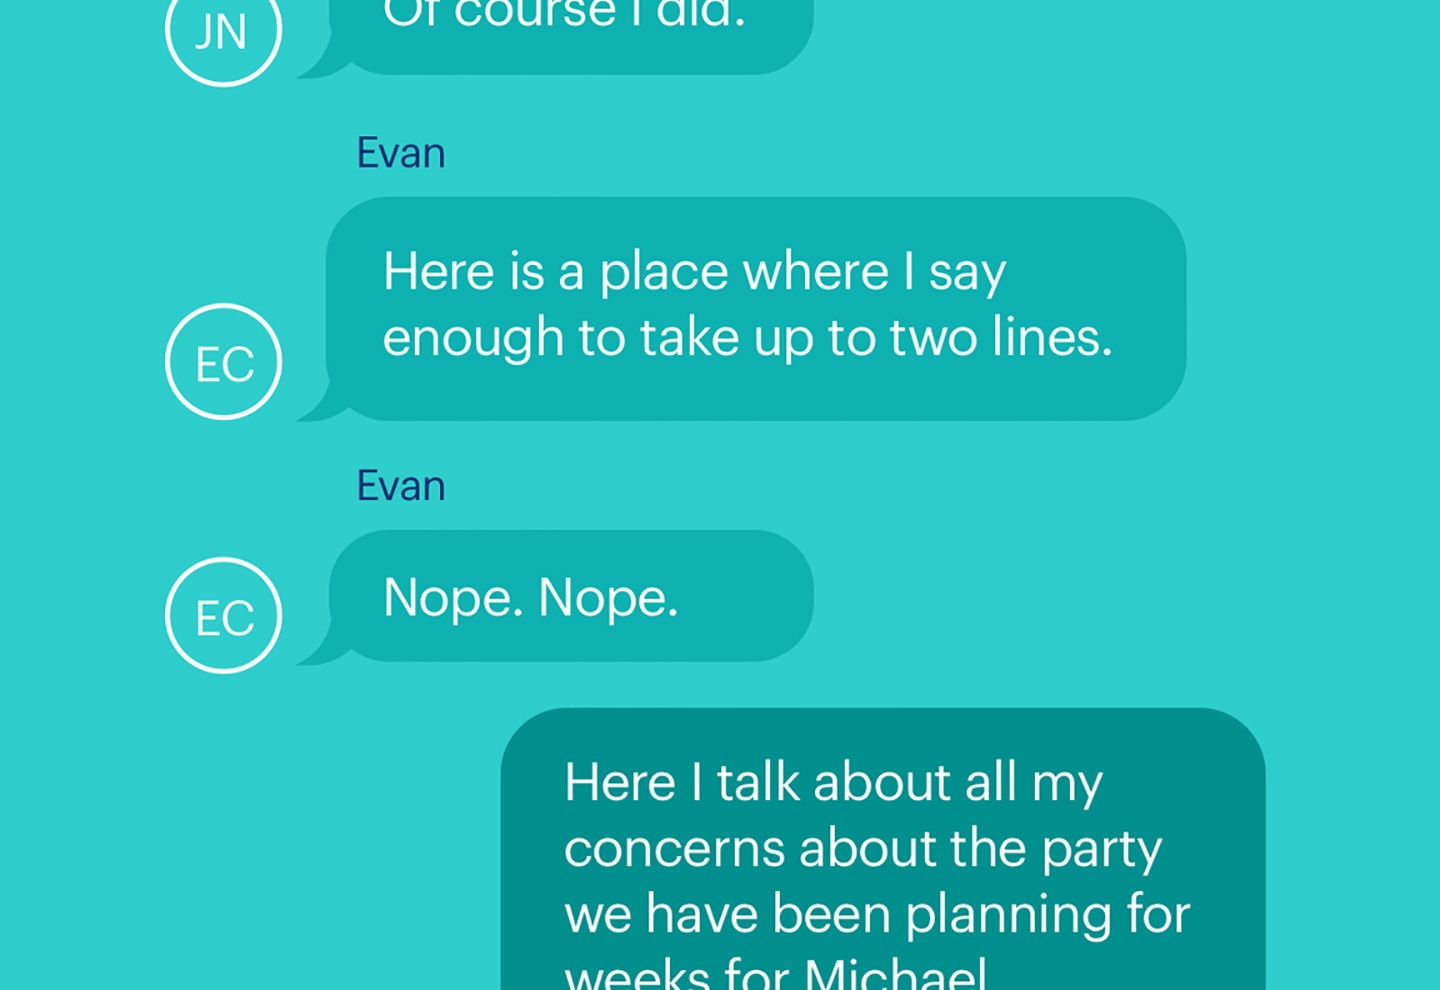 JN
Of course I did.
Evan
Here is a place where I say
enough to take up to two lines.
EC
Evan
Nope. Nope.
EC
Here I talk about all my
concerns about the party
we have been planning for
weeks for Michael